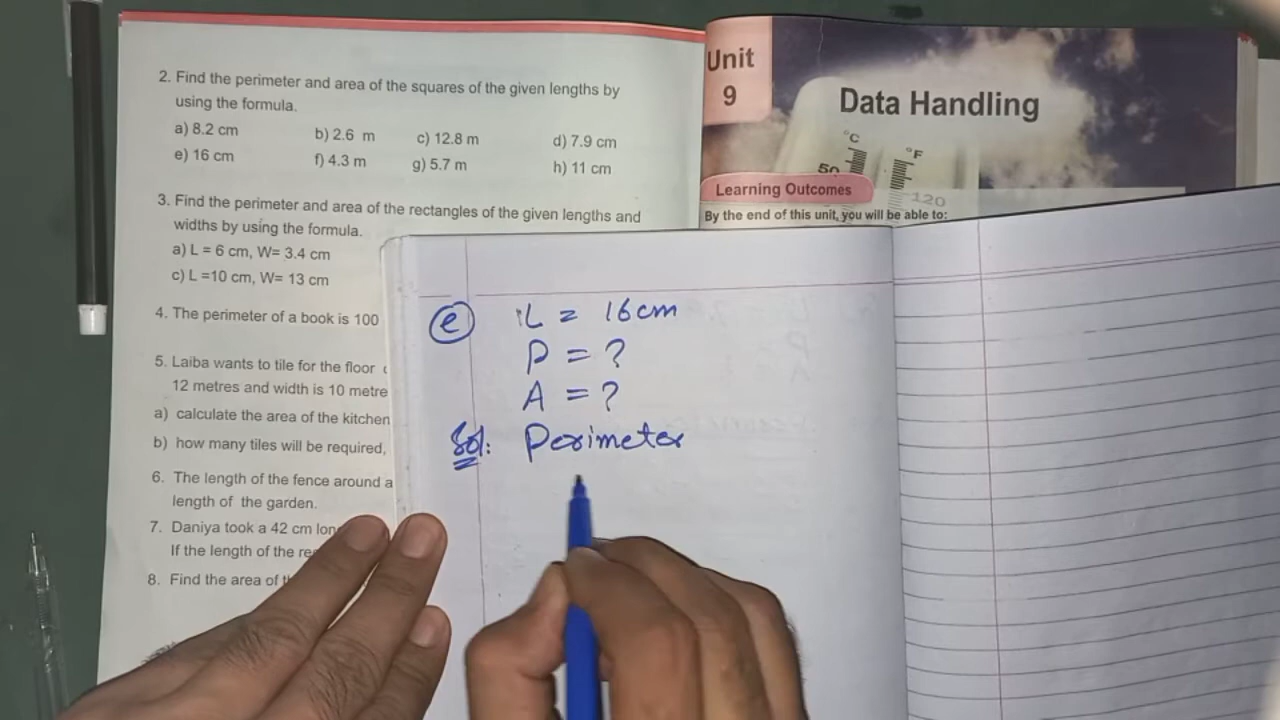 2. Find the perimeter and area of the squares of the given lengths by
using the formula.
a) 8.2 cm b) 2.6 m c) 12.8 m d) 7.9 cm
e) 16 cm f) 4.3 m g) 5.7 m h) 11 cm
3. Find the perimeter and area of the rectangles of the given lengths and
widths by using the formula.
a) L = 6 cm, W= 3.4 cm
c) L =10 cm, W= 13 cm
4. The perimeter of a book is 100
5. Laiba wants to tile for the floor
12 metres and width is 10 metre
a) calculate the area of the kitchen
b) how many tiles will be required,
6. The length of the fence around a
length of the garden.
7. Daniya took a 42 cm lon
If the length of the re
8. Find the area of
Unit
9
Data Handling
°C
°F
50
120
Learning Outcomes
By the end of this unit, you will be able to:
e L = 16cm
P = ?
A = ?
Sol: Perimeter